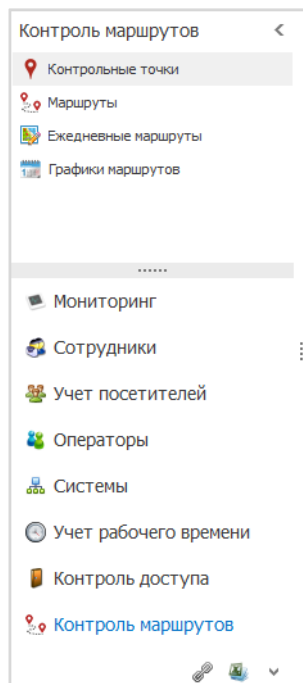 Контроль маршрутов
Контрольные точки
Маршруты
Ежедневные маршруты
Графики маршрутов
Мониторинг
Сотрудники
Учет посетителей
Операторы
Системы
Учет рабочего времени
Контроль доступа
Контроль маршрутов